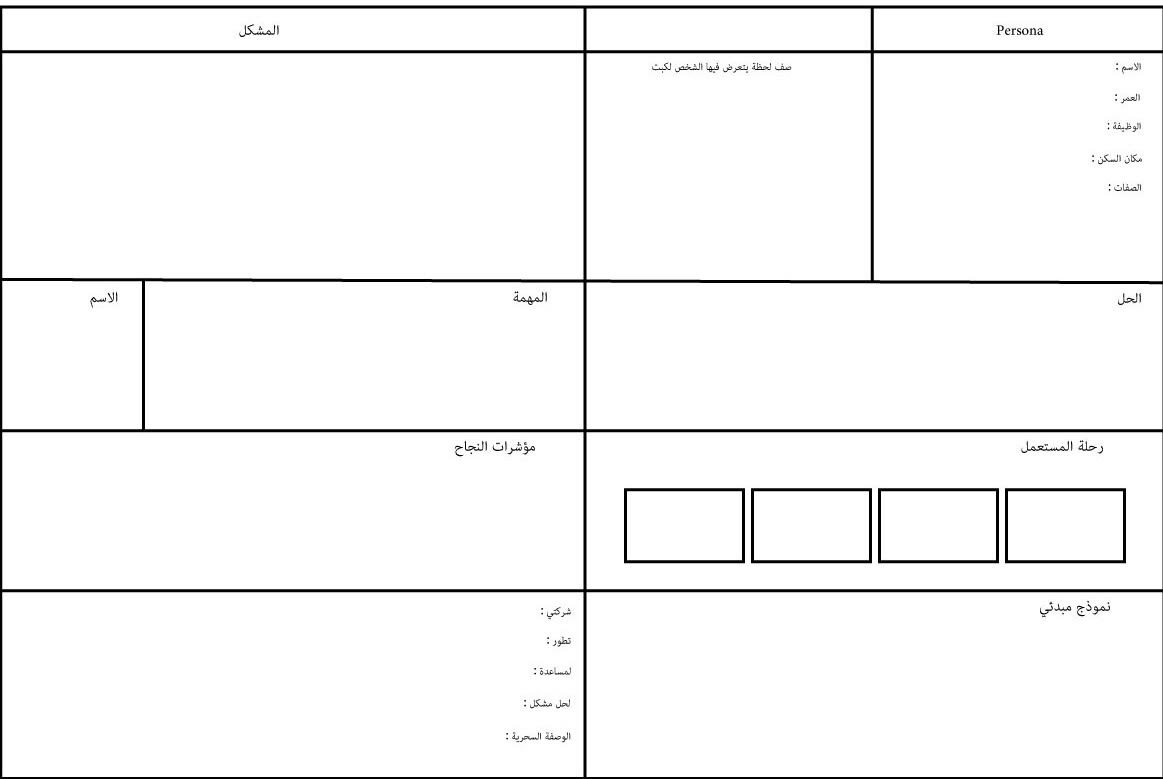 Persona
المشكل
الاسم :
العمر :
الوظيفة :
مكان السكن :
الصفات :
صف لحظة يتعرض فيها الشخص لكبت
الحل
المهمة
الاسم
رحلة المستعمل
مؤشرات النجاح
نموذج مبدئي
شركتي :
تطور :
لمساعدة :
لحل مشكل :
الوصفة السحرية :